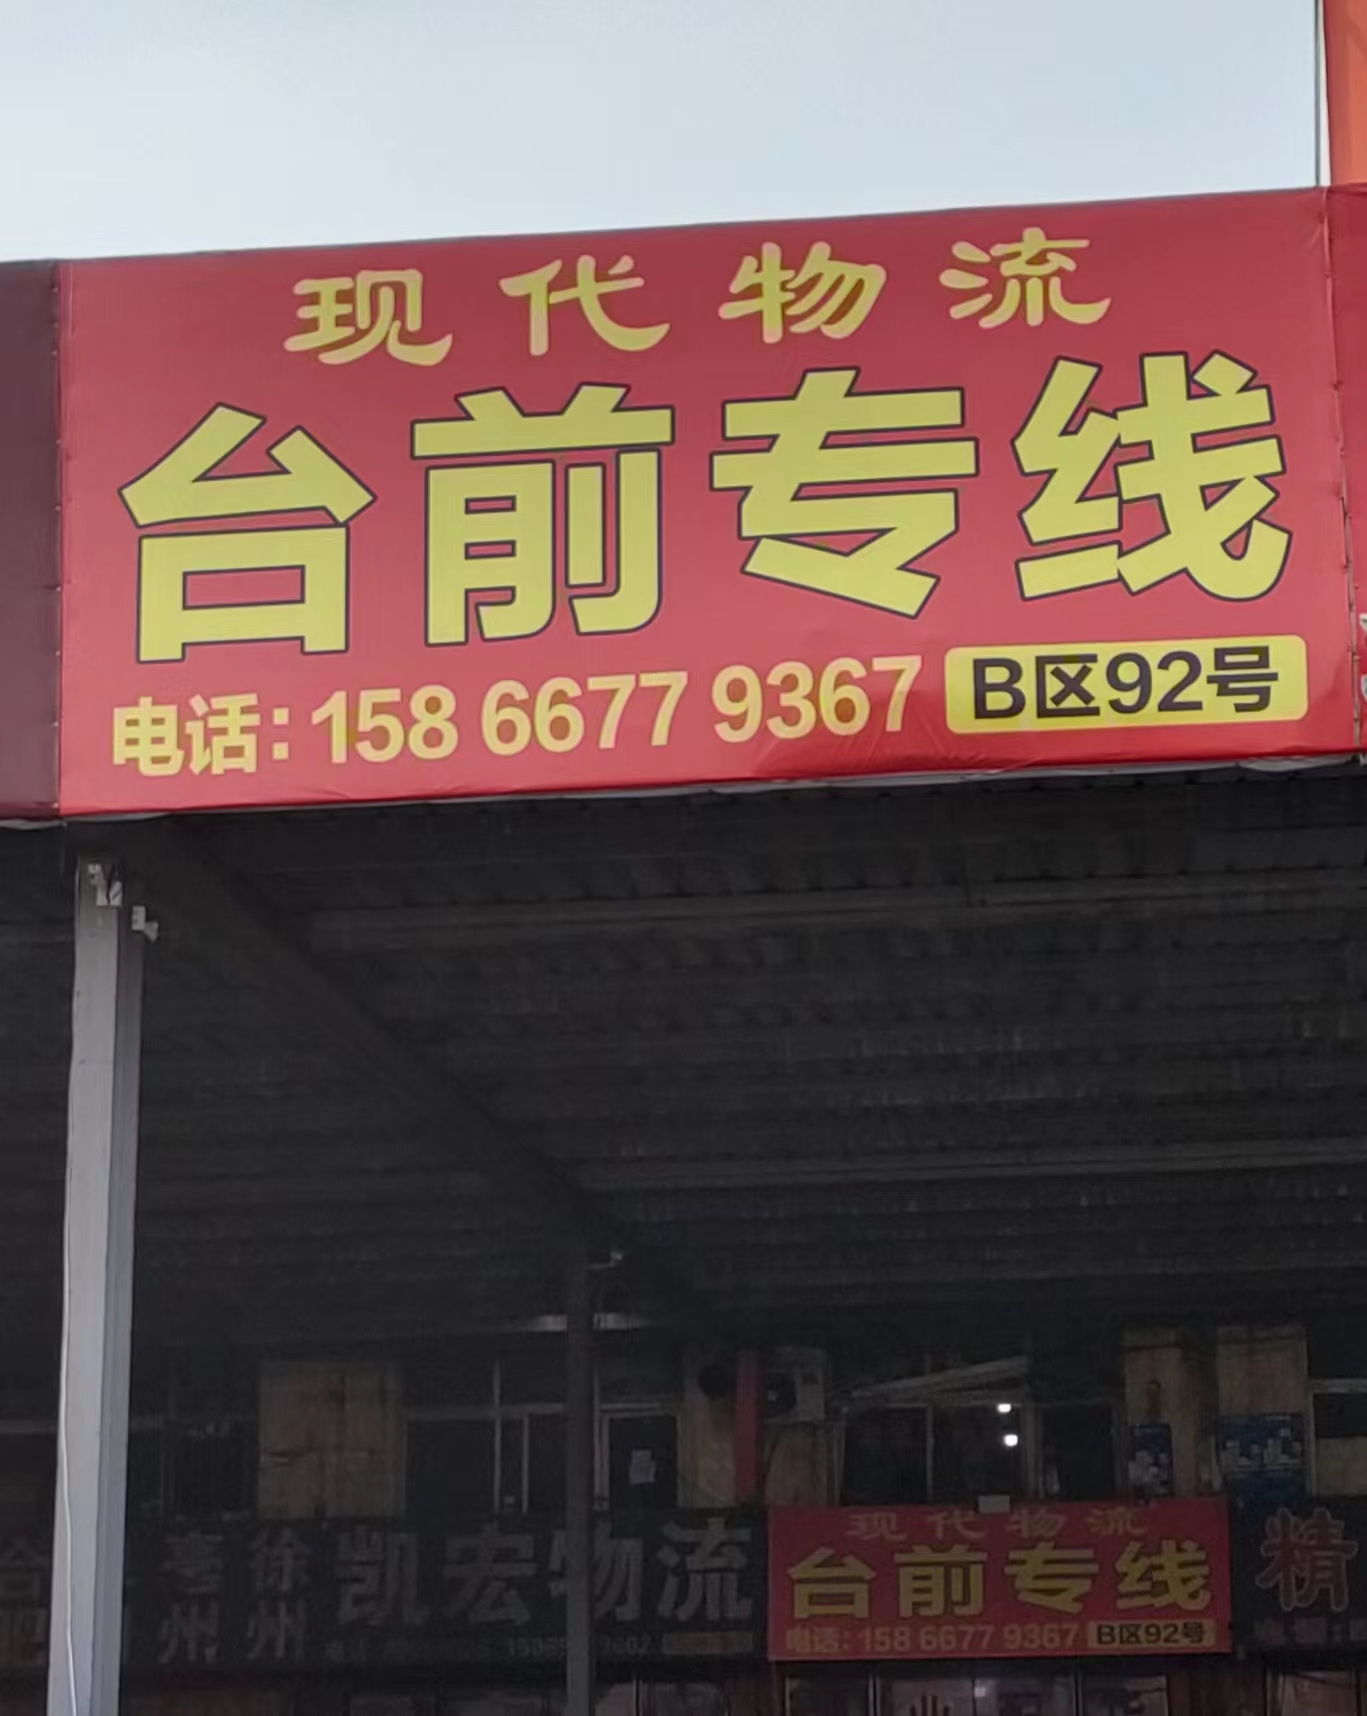 现代物流
台前专线
电话：158 6677 9367 B区92号
亳州 徐州 凯宏物流
现代物流
台前专线
电话：158 6677 9367 B区92号
精